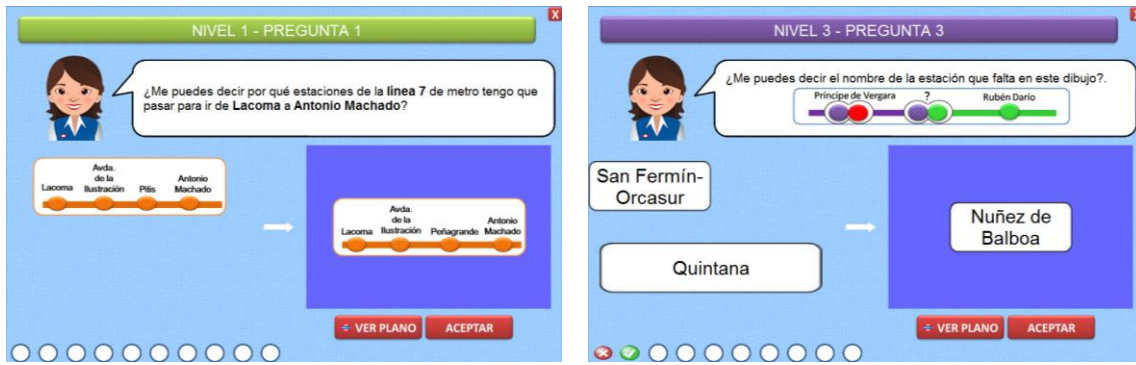 X
NIVEL 1 - PREGUNTA 1
¿Me puedes decir por qué estaciones de la línea 7 de metro tengo que
pasar para ir de Lacoma a Antonio Machado?
Lacoma
Avda.
de la
Ilustración
Pitis
Antonio
Machado
Lacoma
Avda.
de la
Ilustración
Peñagrande
Antonio
Machado
VER PLANO
ACEPTAR
X
NIVEL 3 - PREGUNTA 3
¿Me puedes decir el nombre de la estación que falta en este dibujo?.
Príncipe de Vergara
?
Rubén Darío
San Fermín-
Orcasur
Quintana
Nuñez de
Balboa
VER PLANO
ACEPTAR